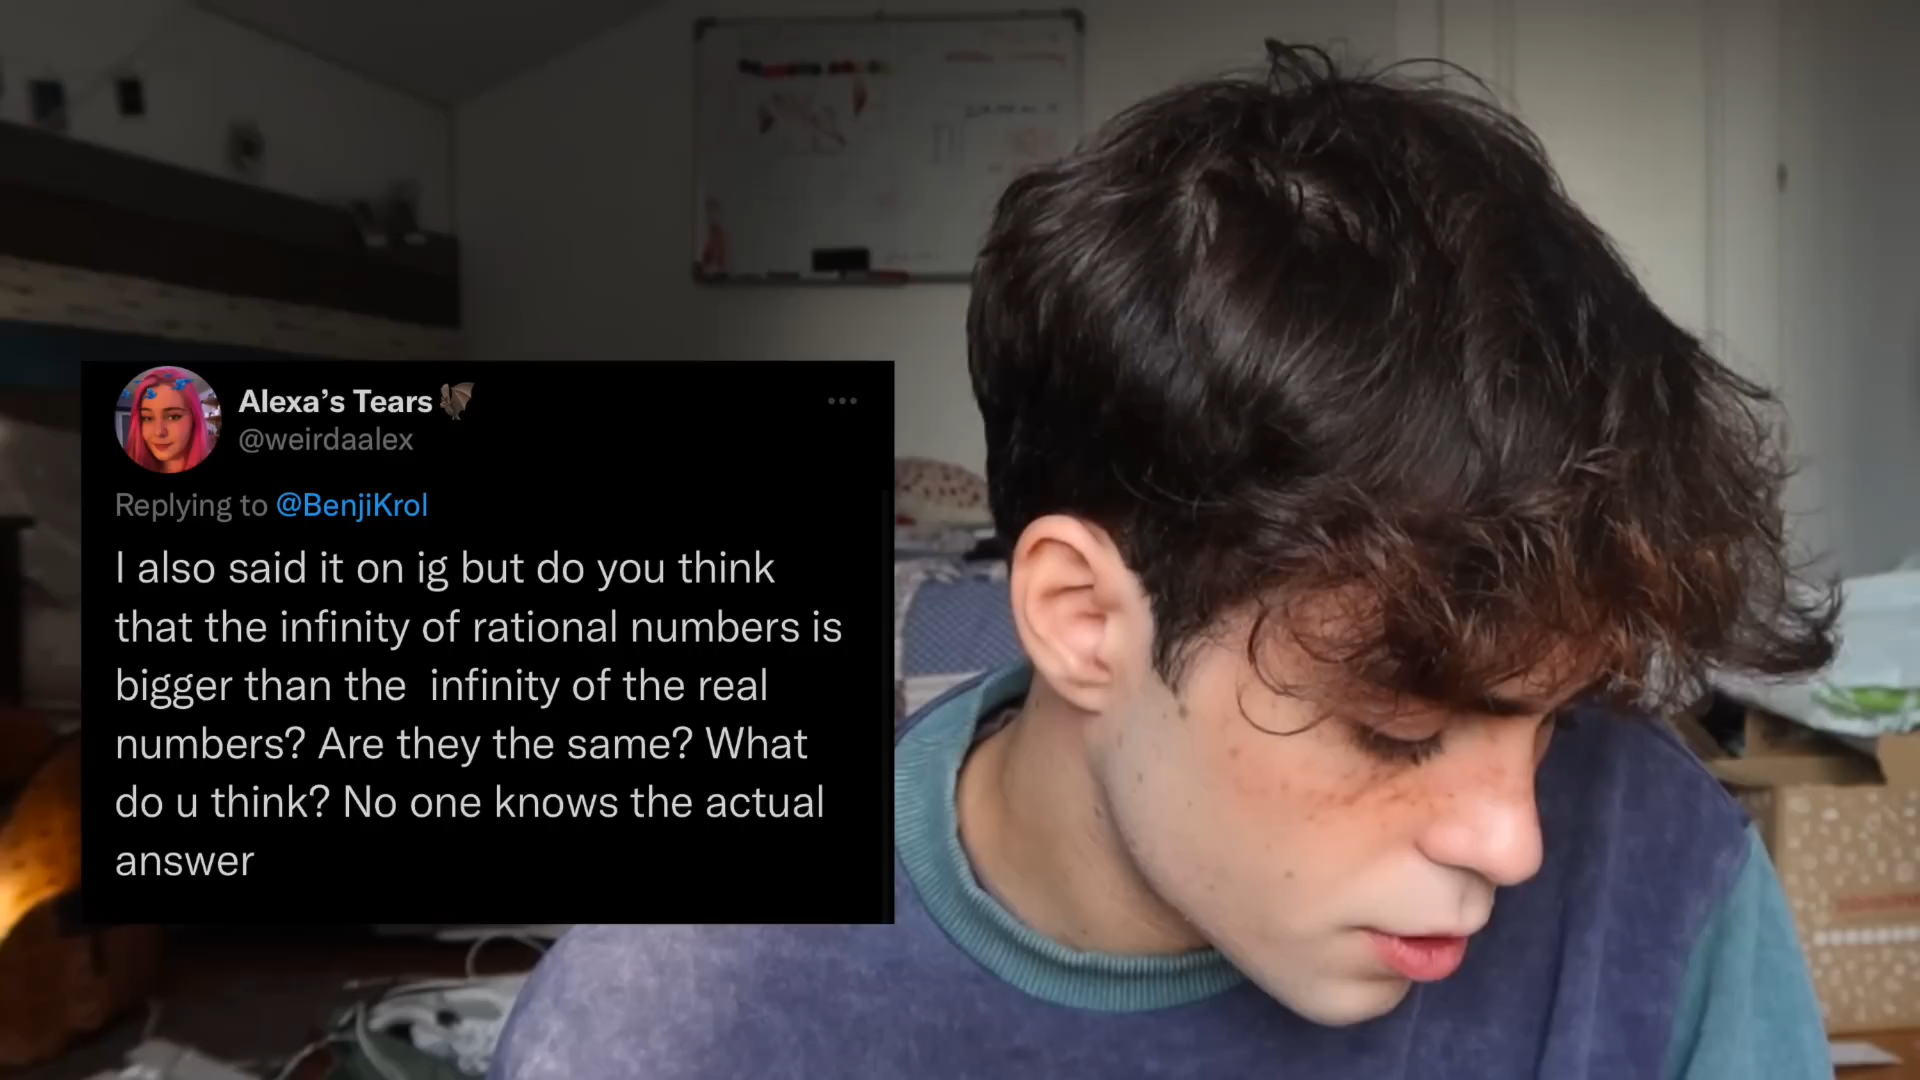 Alexa's Tears🦇
@weirdaalex
Replying to @BenjiKrol
I also said it on ig but do you think
that the infinity of rational numbers is
bigger than the  infinity of the real
numbers? Are they the same? What
do u think? No one knows the actual
answer